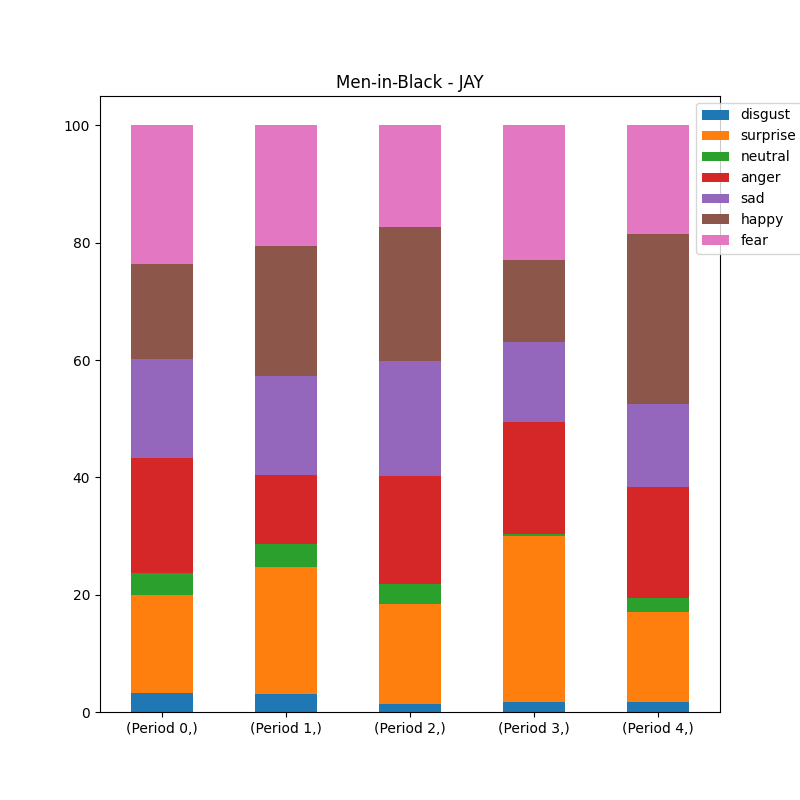 Men-in-Black - JAY
100
80
60
40
20
0
(Period 0,)
(Period 1,)
(Period 2,)
(Period 3,)
(Period 4,)
disgust
surprise
neutral
anger
sad
happy
fear